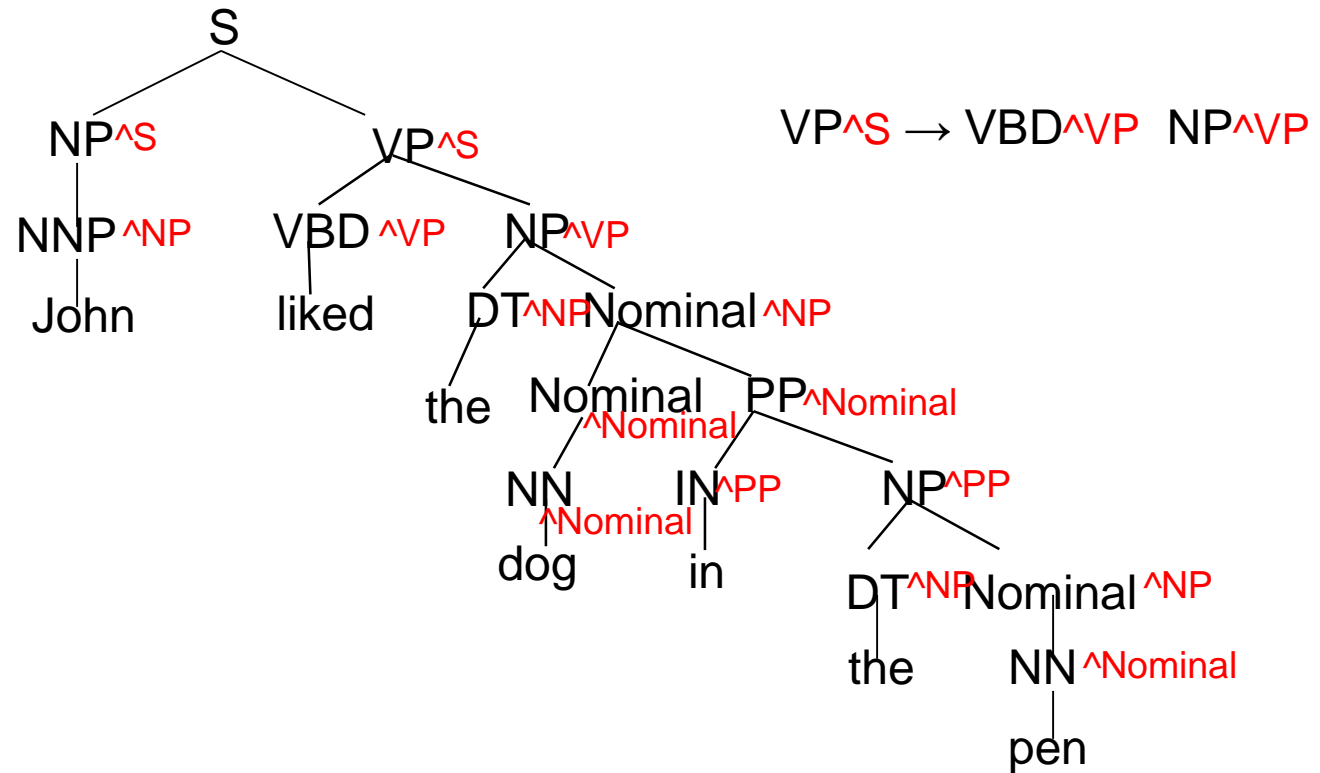 S
NP^S VP^S VP^S → VBD^VP NP^VP
NNP ^NP VBD ^VP NP^VP
John liked DT^NP Nominal ^NP
the Nominal PP^Nominal
^Nominal
NN IN^PP NP^PP
^Nominal
dog in
DT^NP Nominal ^NP
the NN ^Nominal
pen